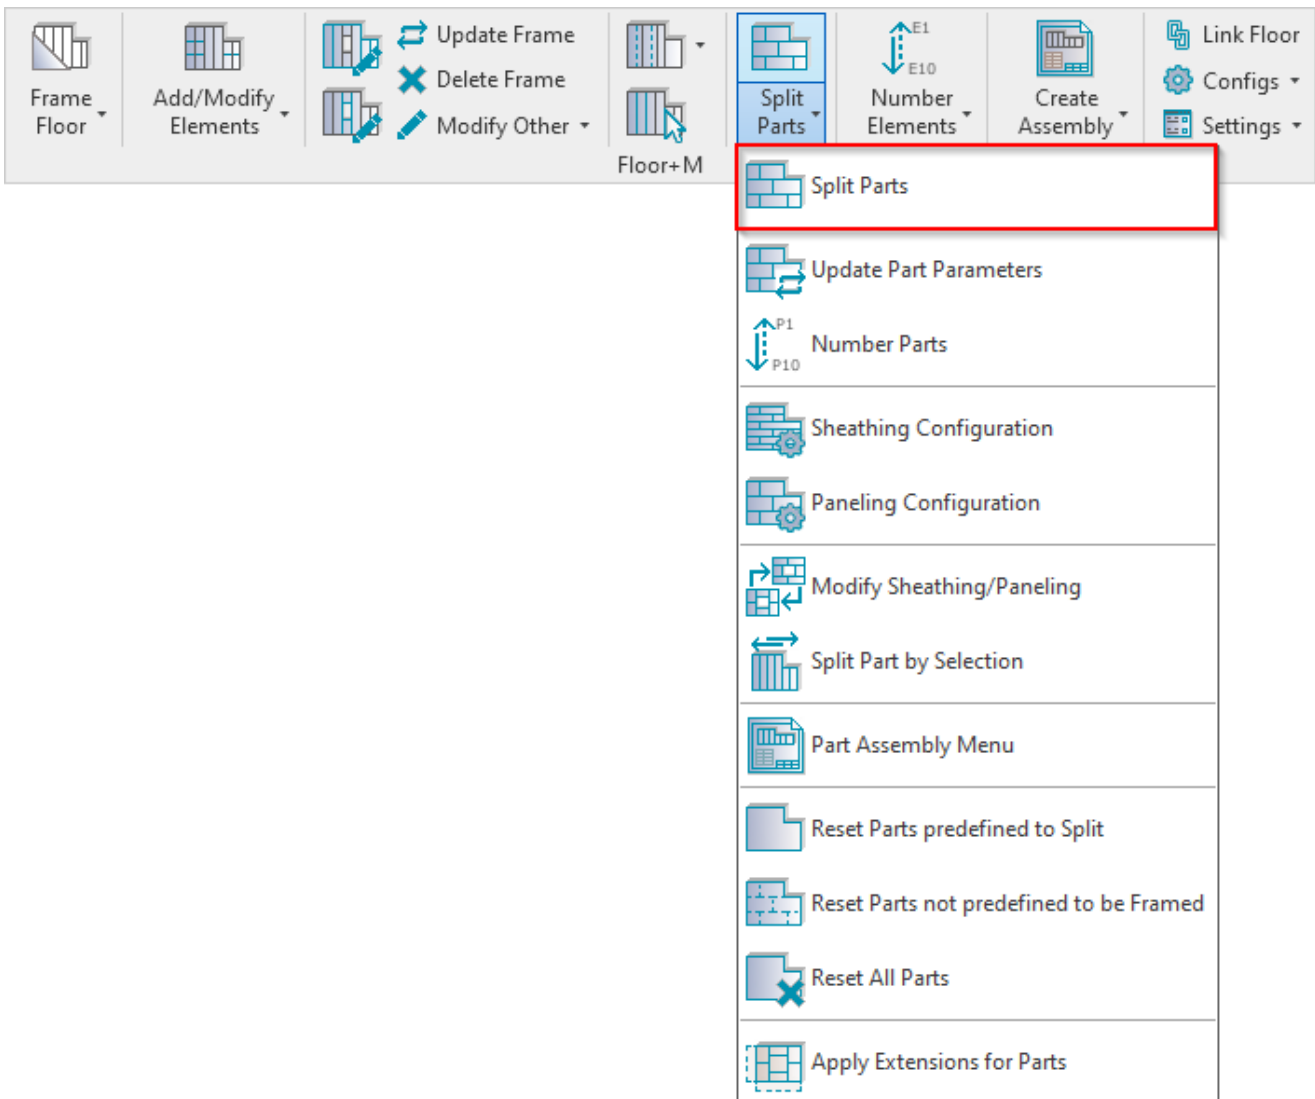 Frame
Floor
Add/Modify
Elements
Update Frame
Delete Frame
Modify Other
Floor+M
Split
Parts
E1
E10
Number
Elements
Create
Assembly
Link Floor
Configs
Settings
Split Parts
Update Part Parameters
P1
P10
Number Parts
Sheathing Configuration
Paneling Configuration
Modify Sheathing/Paneling
Split Part by Selection
Part Assembly Menu
Reset Parts predefined to Split
Reset Parts not predefined to be Framed
Reset All Parts
Apply Extensions for Parts